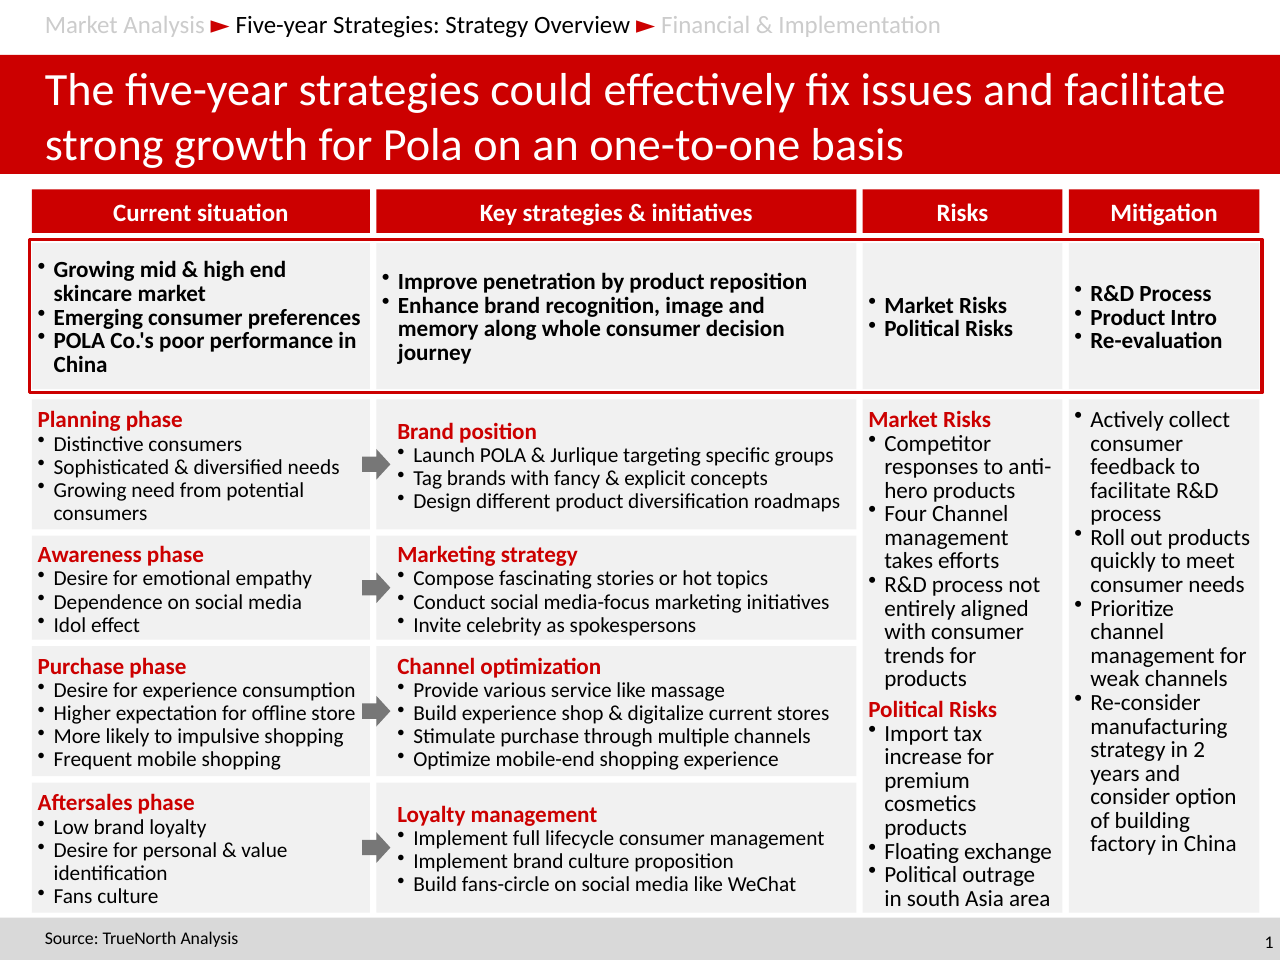 Market Analysis ► Five-year Strategies: Strategy Overview ► Financial & Implementation
The five-year strategies could effectively fix issues and facilitate
strong growth for Pola on an one-to-one basis
Current situation
Key strategies & initiatives
Risks
Mitigation
• Growing mid & high end
skincare market
• Emerging consumer preferences
• POLA Co.'s poor performance in
China
• Improve penetration by product reposition
• Enhance brand recognition, image and
memory along whole consumer decision
journey
• Market Risks
• Political Risks
• R&D Process
• Product Intro
• Re-evaluation
Planning phase
• Distinctive consumers
• Sophisticated & diversified needs
• Growing need from potential
consumers
Brand position
• Launch POLA & Jurlique targeting specific groups
• Tag brands with fancy & explicit concepts
• Design different product diversification roadmaps
Awareness phase
• Desire for emotional empathy
• Dependence on social media
• Idol effect
Marketing strategy
• Compose fascinating stories or hot topics
• Conduct social media-focus marketing initiatives
• Invite celebrity as spokespersons
Purchase phase
• Desire for experience consumption
• Higher expectation for offline store
• More likely to impulsive shopping
• Frequent mobile shopping
Channel optimization
• Provide various service like massage
• Build experience shop & digitalize current stores
• Stimulate purchase through multiple channels
• Optimize mobile-end shopping experience
Aftersales phase
• Low brand loyalty
• Desire for personal & value
identification
• Fans culture
Loyalty management
• Implement full lifecycle consumer management
• Implement brand culture proposition
• Build fans-circle on social media like WeChat
Market Risks
• Competitor
responses to anti-
hero products
• Four Channel
management
takes efforts
• R&D process not
entirely aligned
with consumer
trends for
products
Political Risks
• Import tax
increase for
premium
cosmetics
products
• Floating exchange
• Political outrage
in south Asia area
• Actively collect
consumer
feedback to
facilitate R&D
process
• Roll out products
quickly to meet
consumer needs
• Prioritize
channel
management for
weak channels
• Re-consider
manufacturing
strategy in 2
years and
consider option
of building
factory in China
Source: TrueNorth Analysis
1